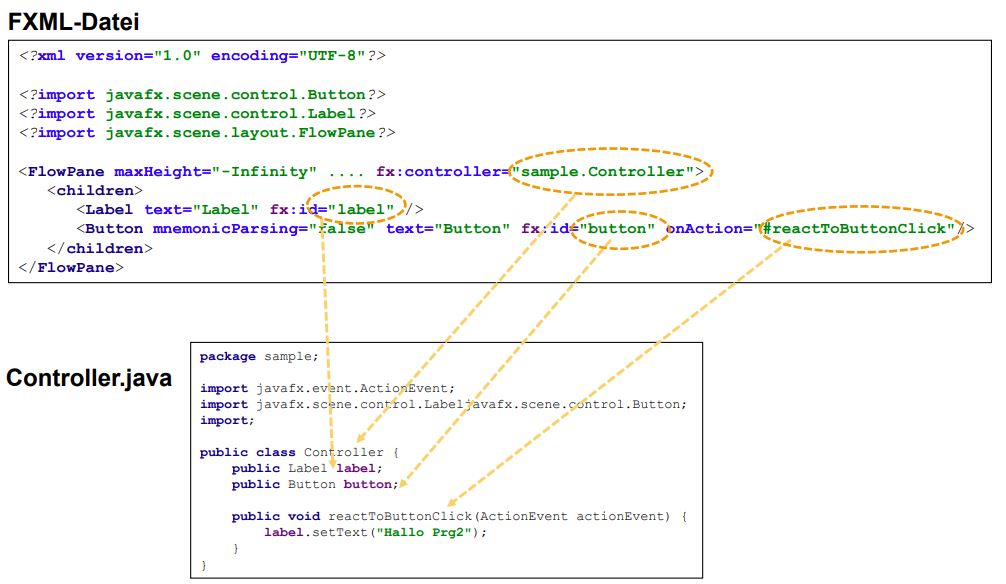 FXML-Datei
<?xml version="1.0" encoding="UTF-8"?>
<?import javafx.scene.control.Button?>
<?import javafx.scene.control.Label?>
<?import javafx.scene.layout.FlowPane?>
<FlowPane maxHeight="-Infinity" .... fx:controller="sample.Controller">
<children>
<Label text="Label" fx:id="label" />
<Button mnemonicParsing="false" text="Button" fx:id="button" onAction="#reactToButtonClick"/>
</children>
</FlowPane>
Controller.java
package sample;
import javafx.event.ActionEvent;
import javafx.scene.control.Labeljavafx.scene.control.Button;
import;
public class Controller {
public Label label;
public Button button;
public void reactToButtonClick(ActionEvent actionEvent) {
label.setText("Hallo Prg2");
}
}